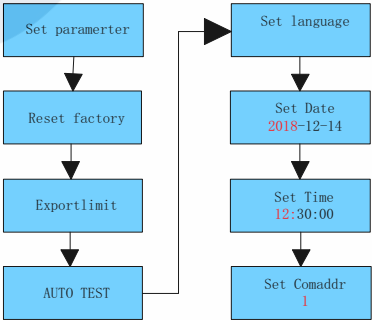 Set paramerter
Reset factory
Exportlimit
AUTO TEST
Set language
Set Date
2018-12-14
Set Time
12:30:00
Set Comaddr
1